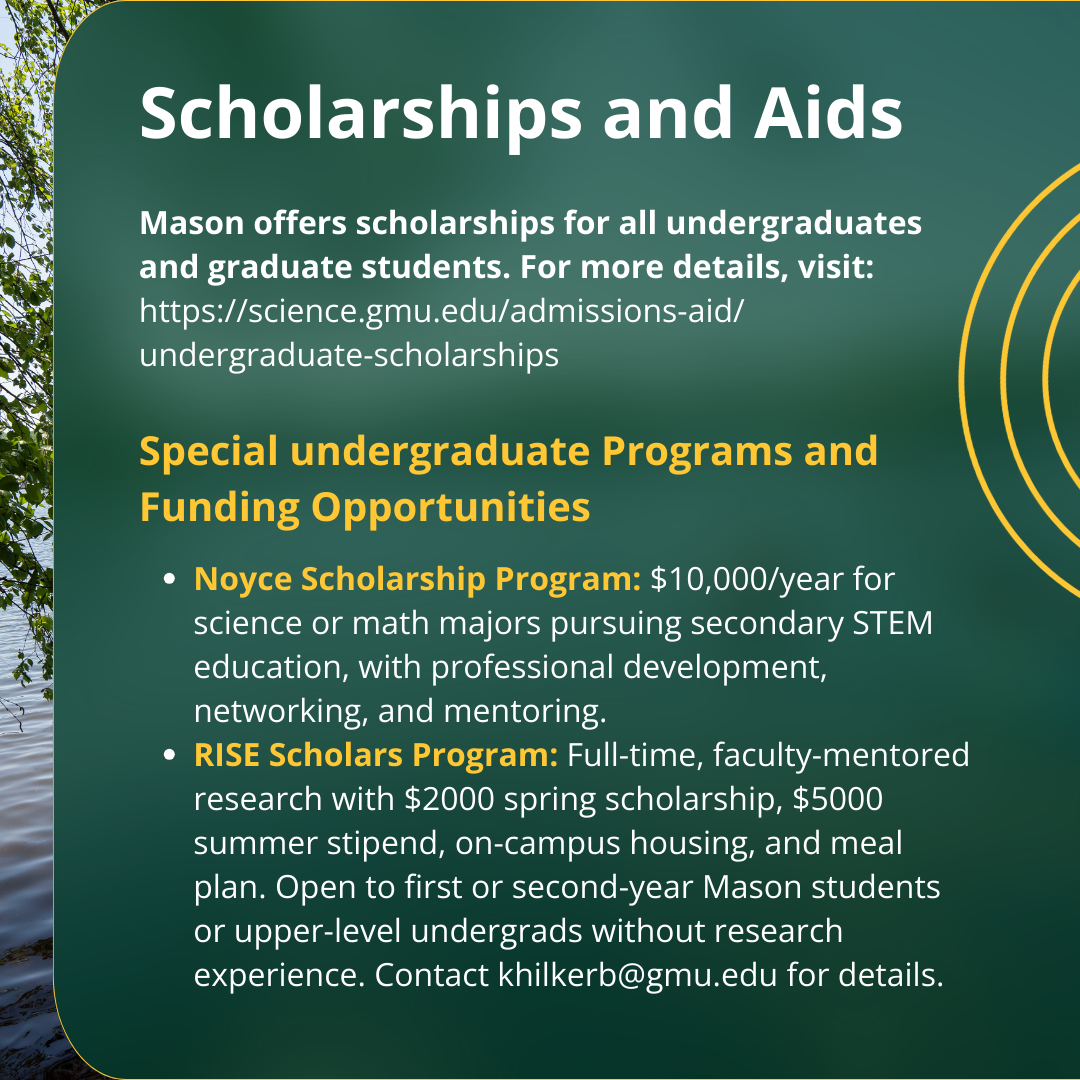 Scholarships and Aids
Mason offers scholarships for all undergraduates
and graduate students. For more details, visit:
https://science.gmu.edu/admissions-aid/
undergraduate-scholarships
Special undergraduate Programs and
Funding Opportunities
• Noyce Scholarship Program: $10,000/year for
science or math majors pursuing secondary STEM
education, with professional development,
networking, and mentoring.
• RISE Scholars Program: Full-time, faculty-mentored
research with $2000 spring scholarship, $5000
summer stipend, on-campus housing, and meal
plan. Open to first or second-year Mason students
or upper-level undergrads without research
experience. Contact khilkerb@gmu.edu for details.